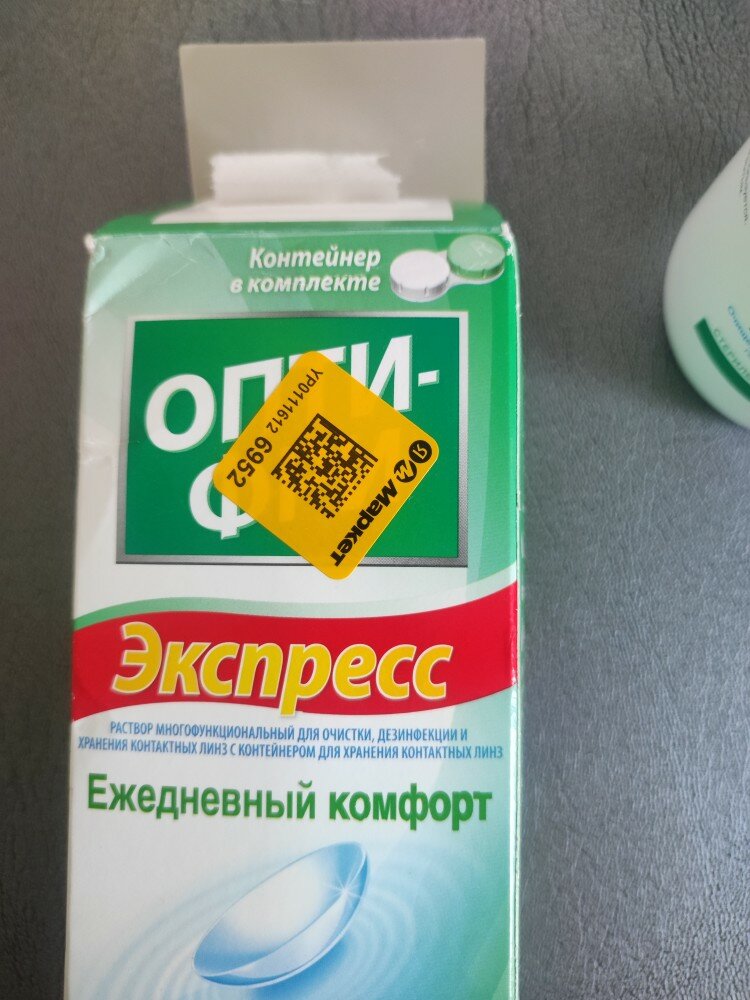 Контейнер
в комплекте
ОПТИ-
YP0111612 6952
Я М Маркет
Экспресс
РАСТВОР МНОГОФУНКЦИОНАЛЬНЫЙ ДЛЯ ОЧИСТКИ, ДЕЗИНФЕКЦИИ И
ХРАНЕНИЯ КОНТАКТНЫХ ЛИНЗ С КОНТЕЙНЕРОМ ДЛЯ ХРАНЕНИЯ КОНТАКТНЫХ ЛИНЗ
Ежедневный комфорт